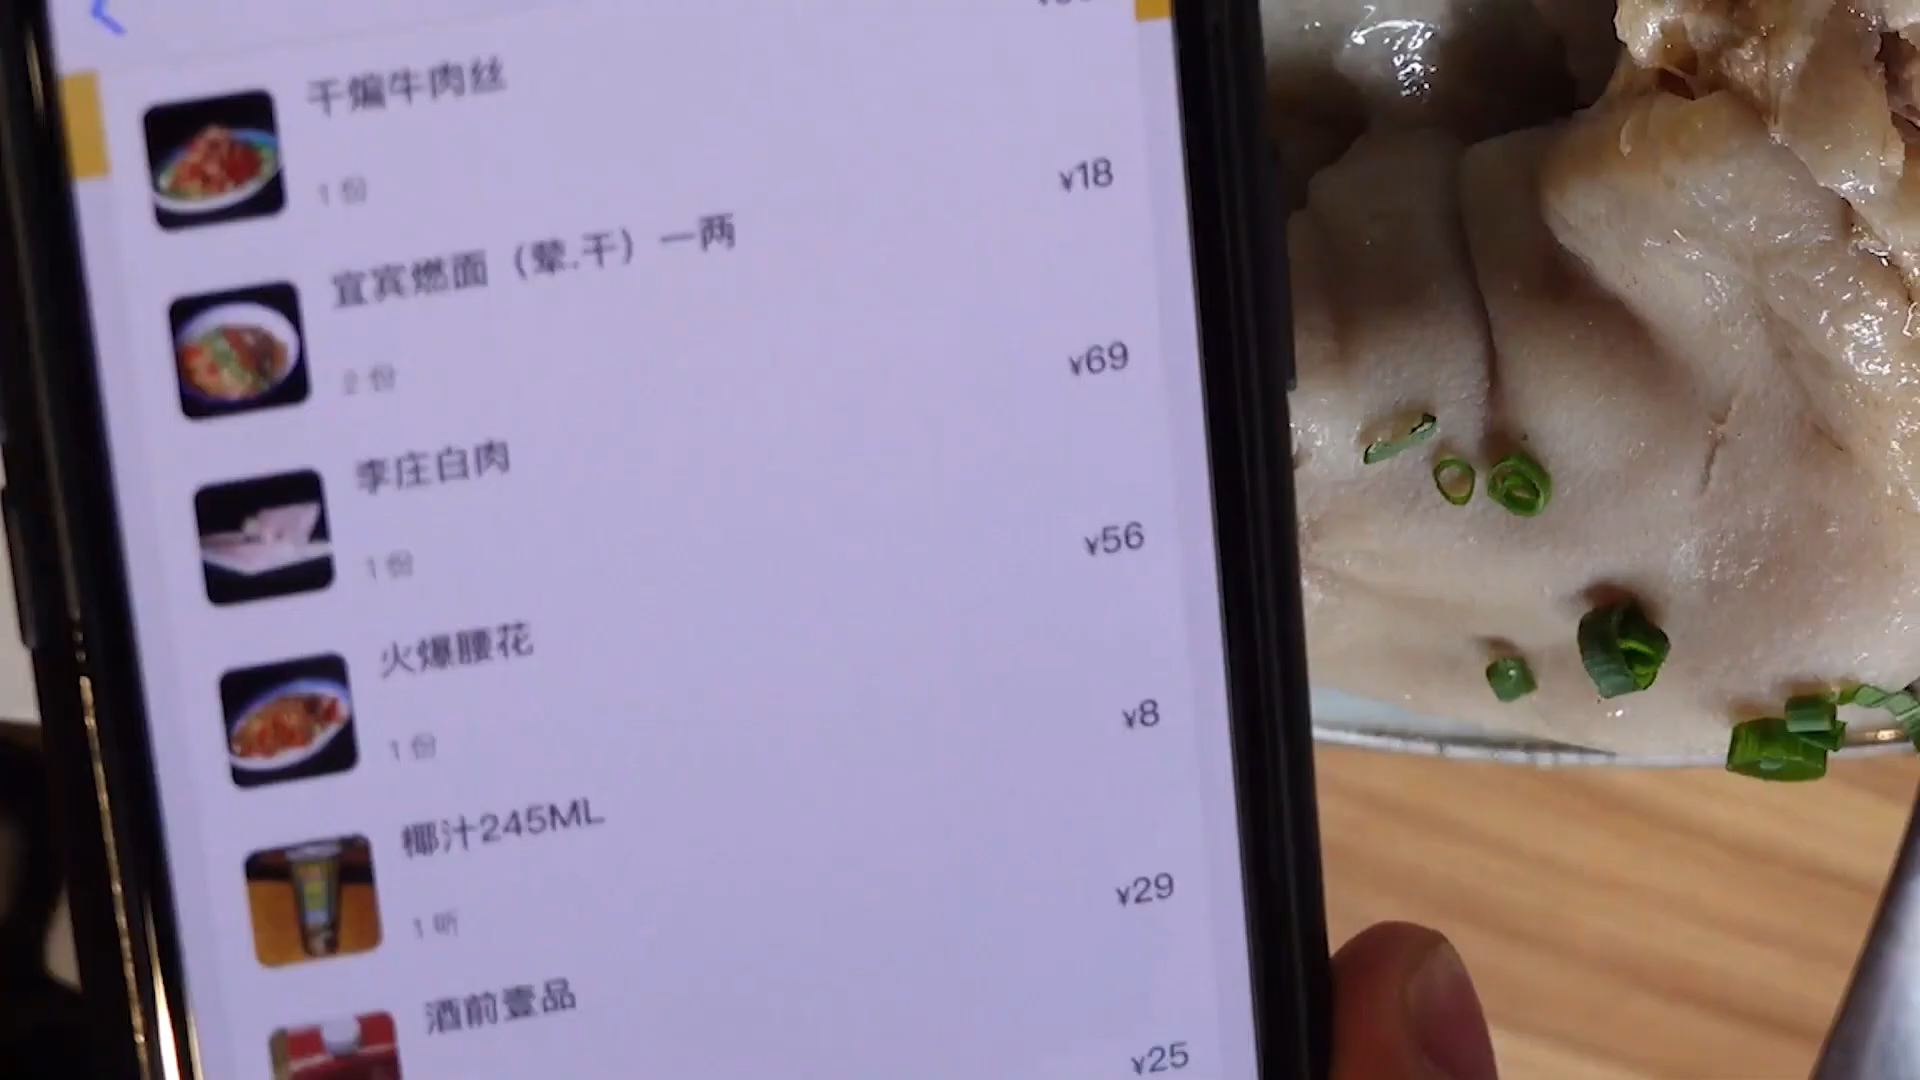 干煸牛肉丝
1 份
¥18
宜宾燃面（荤.干）一两
2 份
¥69
李庄白肉
1 份
¥56
火爆腰花
1 份
¥8
椰汁245ML
1 听
¥29
酒前壹品
¥25